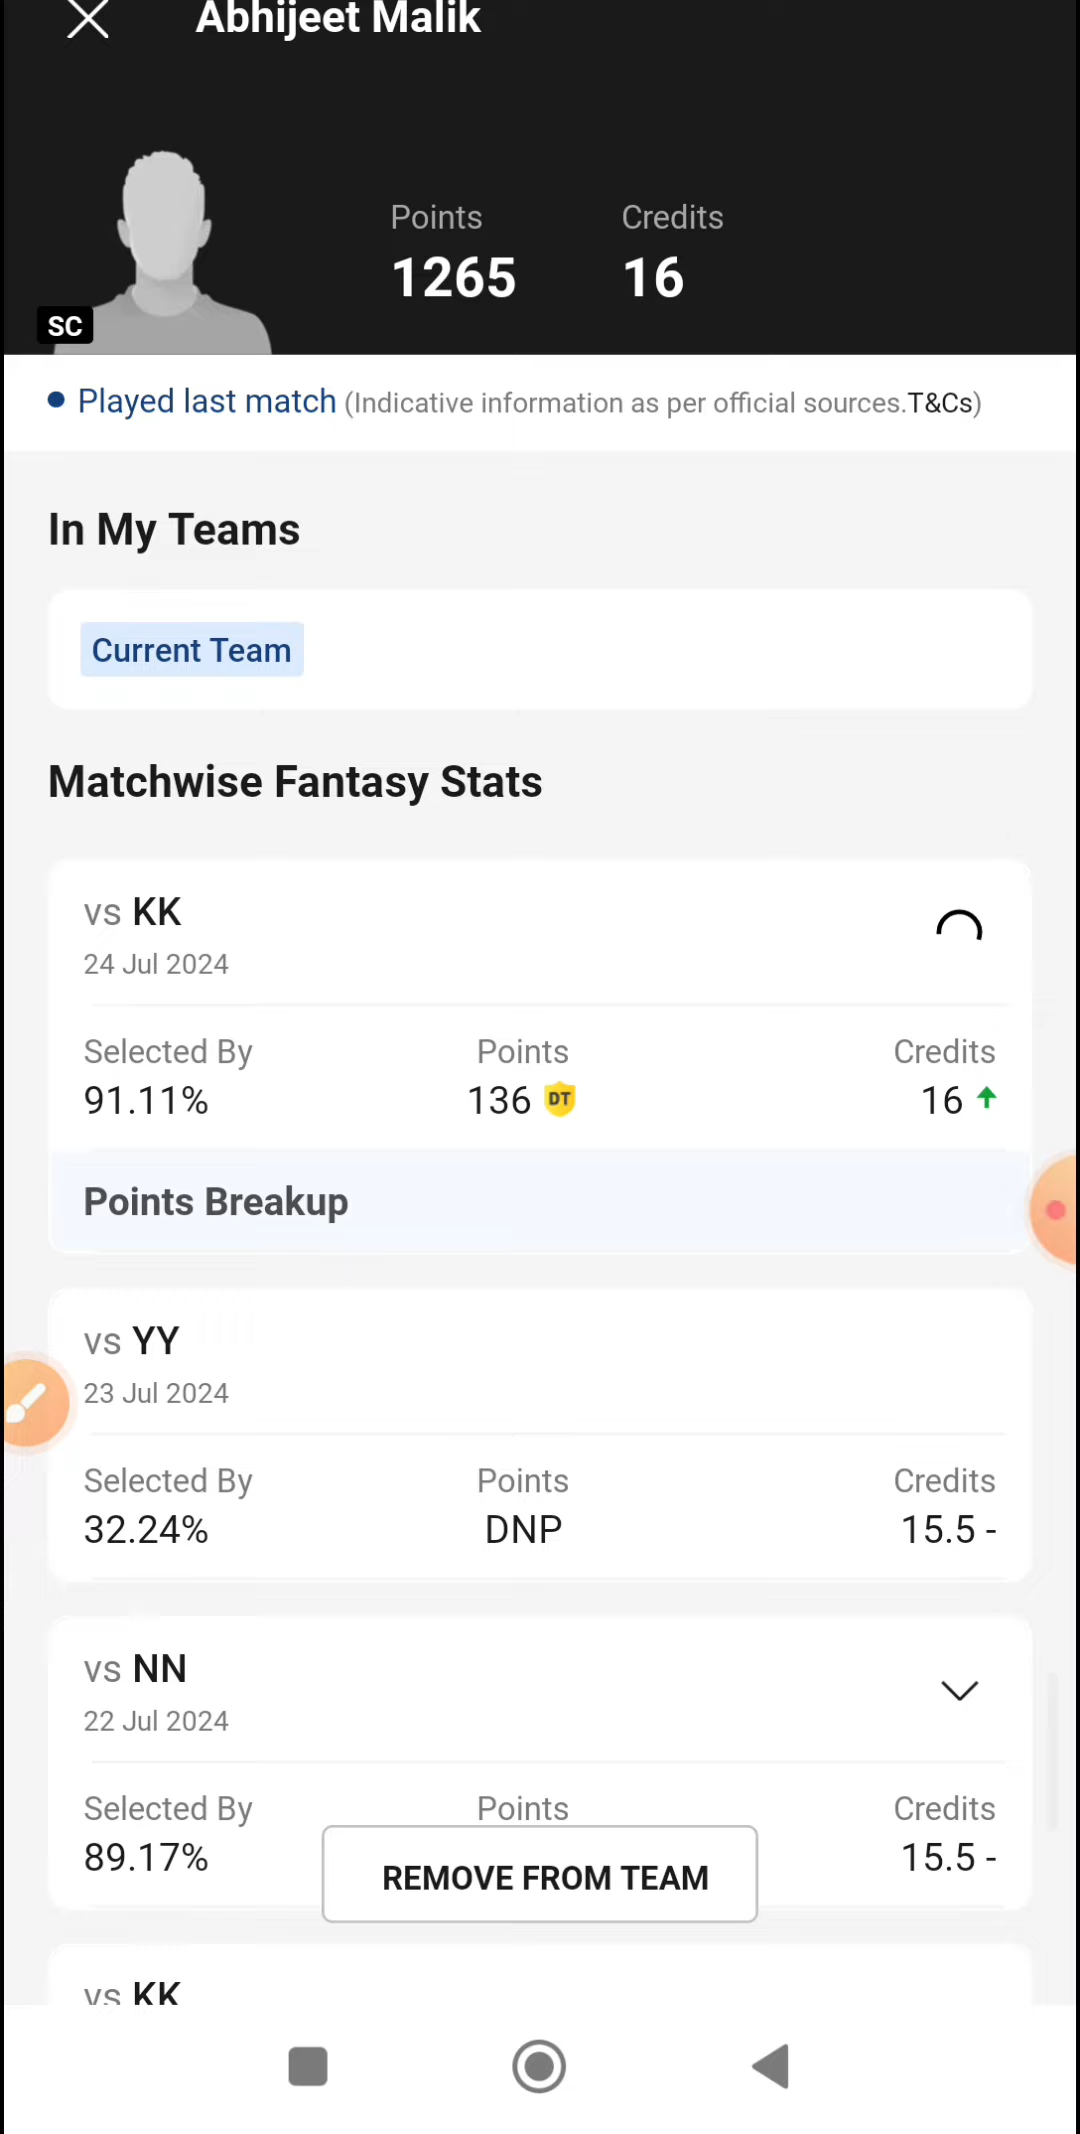 Abhijeet Malik
Points
Credits
1265
16
SC
Played last match (Indicative information as per official sources.T&Cs)
In My Teams
Current Team
Matchwise Fantasy Stats
vs KK
24 Jul 2024
Selected By
Points
Credits
91.11%
136 DT
16
Points Breakup
vs YY
23 Jul 2024
Selected By
Points
Credits
32.24%
DNP
15.5 -
vs NN
22 Jul 2024
Selected By
Points
Credits
89.17%
15.5 -
REMOVE FROM TEAM
vs KK